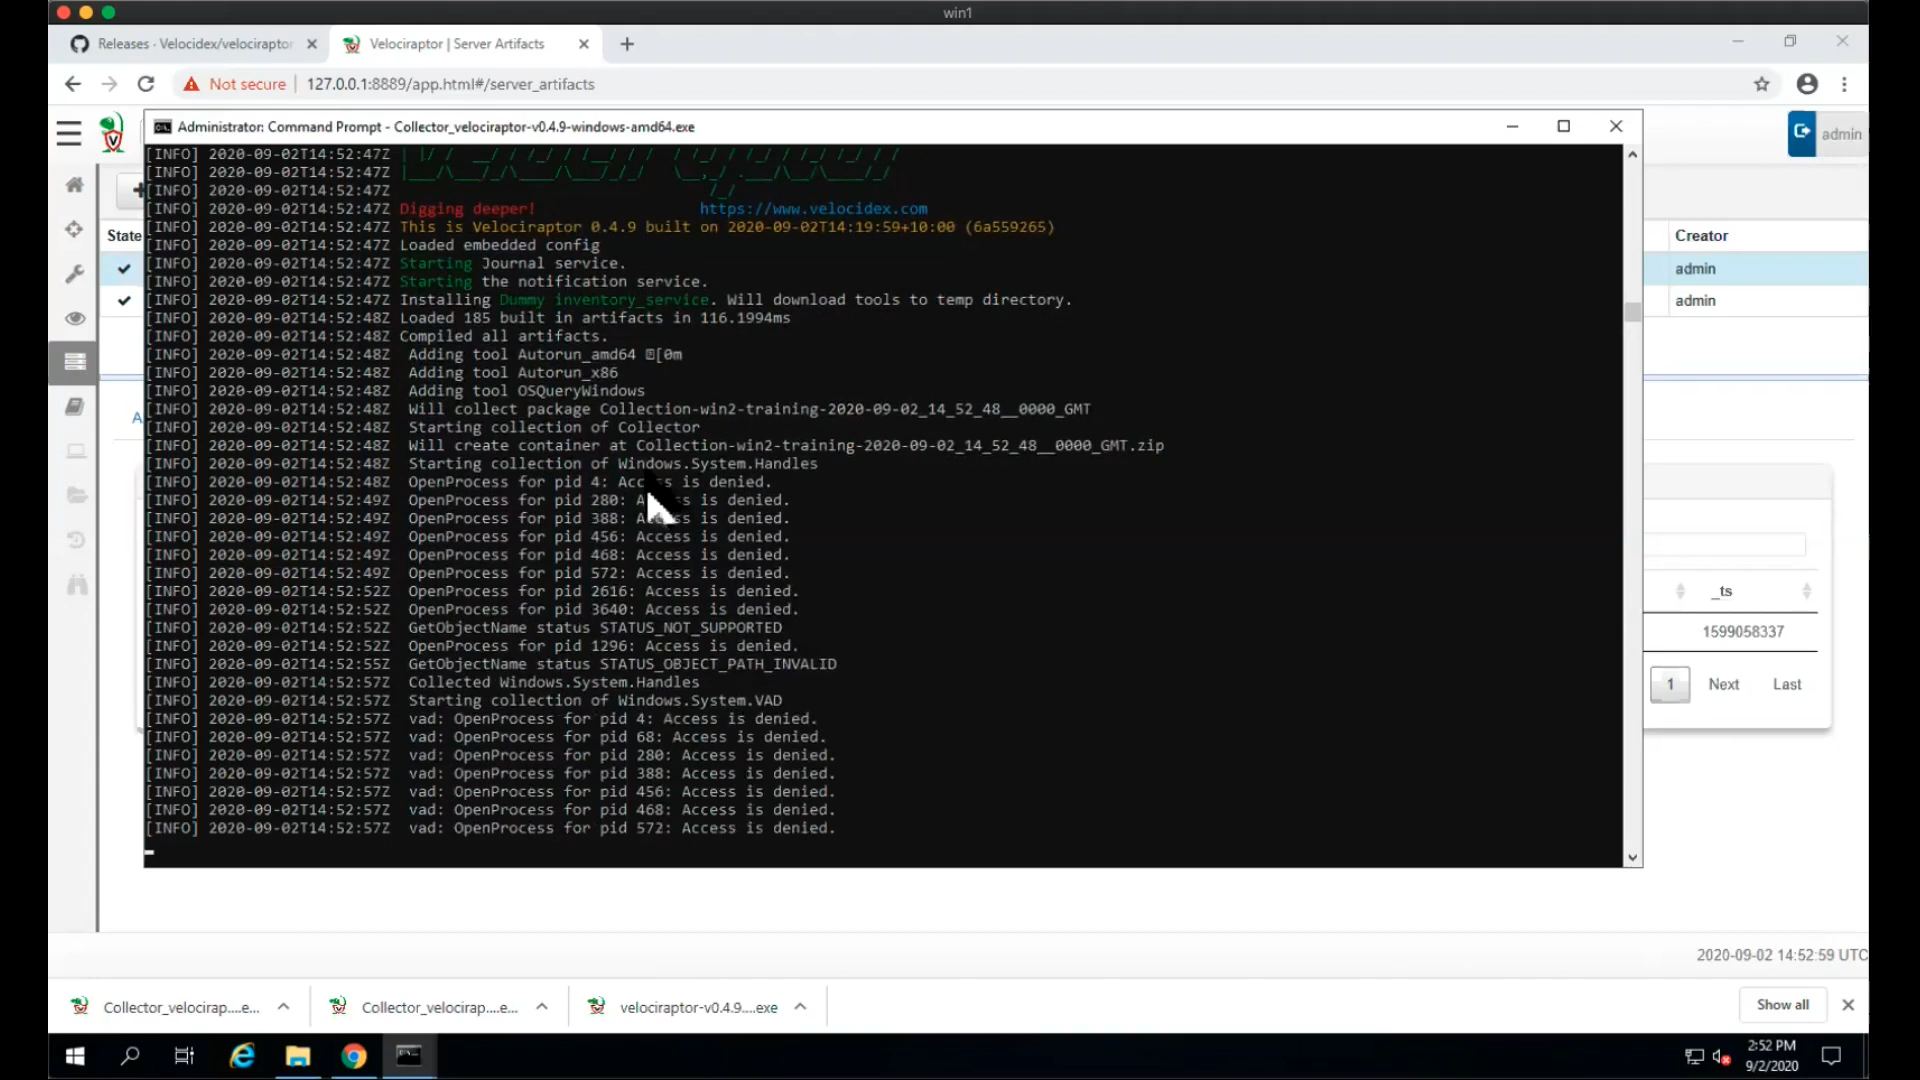 win1
Releases · Velocidex/velociraptor
Velociraptor | Server Artifacts
Not secure | 127.0.0.1:8889/app.html#/server_artifacts
Administrator: Command Prompt - Collector_velociraptor-v0.4.9-windows-amd64.exe
admin
State
Creator
admin
admin
[INFO] 2020-09-02T14:52:47Z
[INFO] 2020-09-02T14:52:47Z
[INFO] 2020-09-02T14:52:47Z
[INFO] 2020-09-02T14:52:47Z Digging deeper! https://www.velocidex.com
[INFO] 2020-09-02T14:52:47Z This is Velociraptor 0.4.9 built on 2020-09-02T14:19:59+10:00 (6a559265)
[INFO] 2020-09-02T14:52:47Z Loaded embedded config
[INFO] 2020-09-02T14:52:47Z Starting Journal service.
[INFO] 2020-09-02T14:52:47Z Starting the notification service.
[INFO] 2020-09-02T14:52:47Z Installing Dummy inventory_service. Will download tools to temp directory.
[INFO] 2020-09-02T14:52:48Z Loaded 185 built in artifacts in 116.1994ms
[INFO] 2020-09-02T14:52:48Z Compiled all artifacts.
[INFO] 2020-09-02T14:52:48Z Adding tool Autorun_amd64 [0m
[INFO] 2020-09-02T14:52:48Z Adding tool Autorun_x86
[INFO] 2020-09-02T14:52:48Z Adding tool OSQueryWindows
[INFO] 2020-09-02T14:52:48Z Will collect package Collection-win2-training-2020-09-02_14_52_48__0000_GMT
[INFO] 2020-09-02T14:52:48Z Starting collection of Collector
[INFO] 2020-09-02T14:52:48Z Will create container at Collection-win2-training-2020-09-02_14_52_48__0000_GMT.zip
[INFO] 2020-09-02T14:52:48Z Starting collection of Windows.System.Handles
[INFO] 2020-09-02T14:52:48Z OpenProcess for pid 4: Access is denied.
[INFO] 2020-09-02T14:52:49Z OpenProcess for pid 280: Access is denied.
[INFO] 2020-09-02T14:52:49Z OpenProcess for pid 388: Access is denied.
[INFO] 2020-09-02T14:52:49Z OpenProcess for pid 456: Access is denied.
[INFO] 2020-09-02T14:52:49Z OpenProcess for pid 468: Access is denied.
[INFO] 2020-09-02T14:52:49Z OpenProcess for pid 572: Access is denied.
[INFO] 2020-09-02T14:52:52Z OpenProcess for pid 2616: Access is denied.
[INFO] 2020-09-02T14:52:52Z OpenProcess for pid 3640: Access is denied.
[INFO] 2020-09-02T14:52:52Z GetObjectName status STATUS_NOT_SUPPORTED
[INFO] 2020-09-02T14:52:52Z OpenProcess for pid 1296: Access is denied.
[INFO] 2020-09-02T14:52:55Z GetObjectName status STATUS_OBJECT_PATH_INVALID
[INFO] 2020-09-02T14:52:57Z Collected Windows.System.Handles
[INFO] 2020-09-02T14:52:57Z Starting collection of Windows.System.VAD
[INFO] 2020-09-02T14:52:57Z vad: OpenProcess for pid 4: Access is denied.
[INFO] 2020-09-02T14:52:57Z vad: OpenProcess for pid 68: Access is denied.
[INFO] 2020-09-02T14:52:57Z vad: OpenProcess for pid 280: Access is denied.
[INFO] 2020-09-02T14:52:57Z vad: OpenProcess for pid 388: Access is denied.
[INFO] 2020-09-02T14:52:57Z vad: OpenProcess for pid 456: Access is denied.
[INFO] 2020-09-02T14:52:57Z vad: OpenProcess for pid 468: Access is denied.
[INFO] 2020-09-02T14:52:57Z vad: OpenProcess for pid 572: Access is denied.
_ts
1599058337
1 Next Last
2020-09-02 14:52:59 UTC
Collector_velocirap....e...
Collector_velocirap....e...
velociraptor-v0.4.9....exe
Show all
2:52 PM
9/2/2020